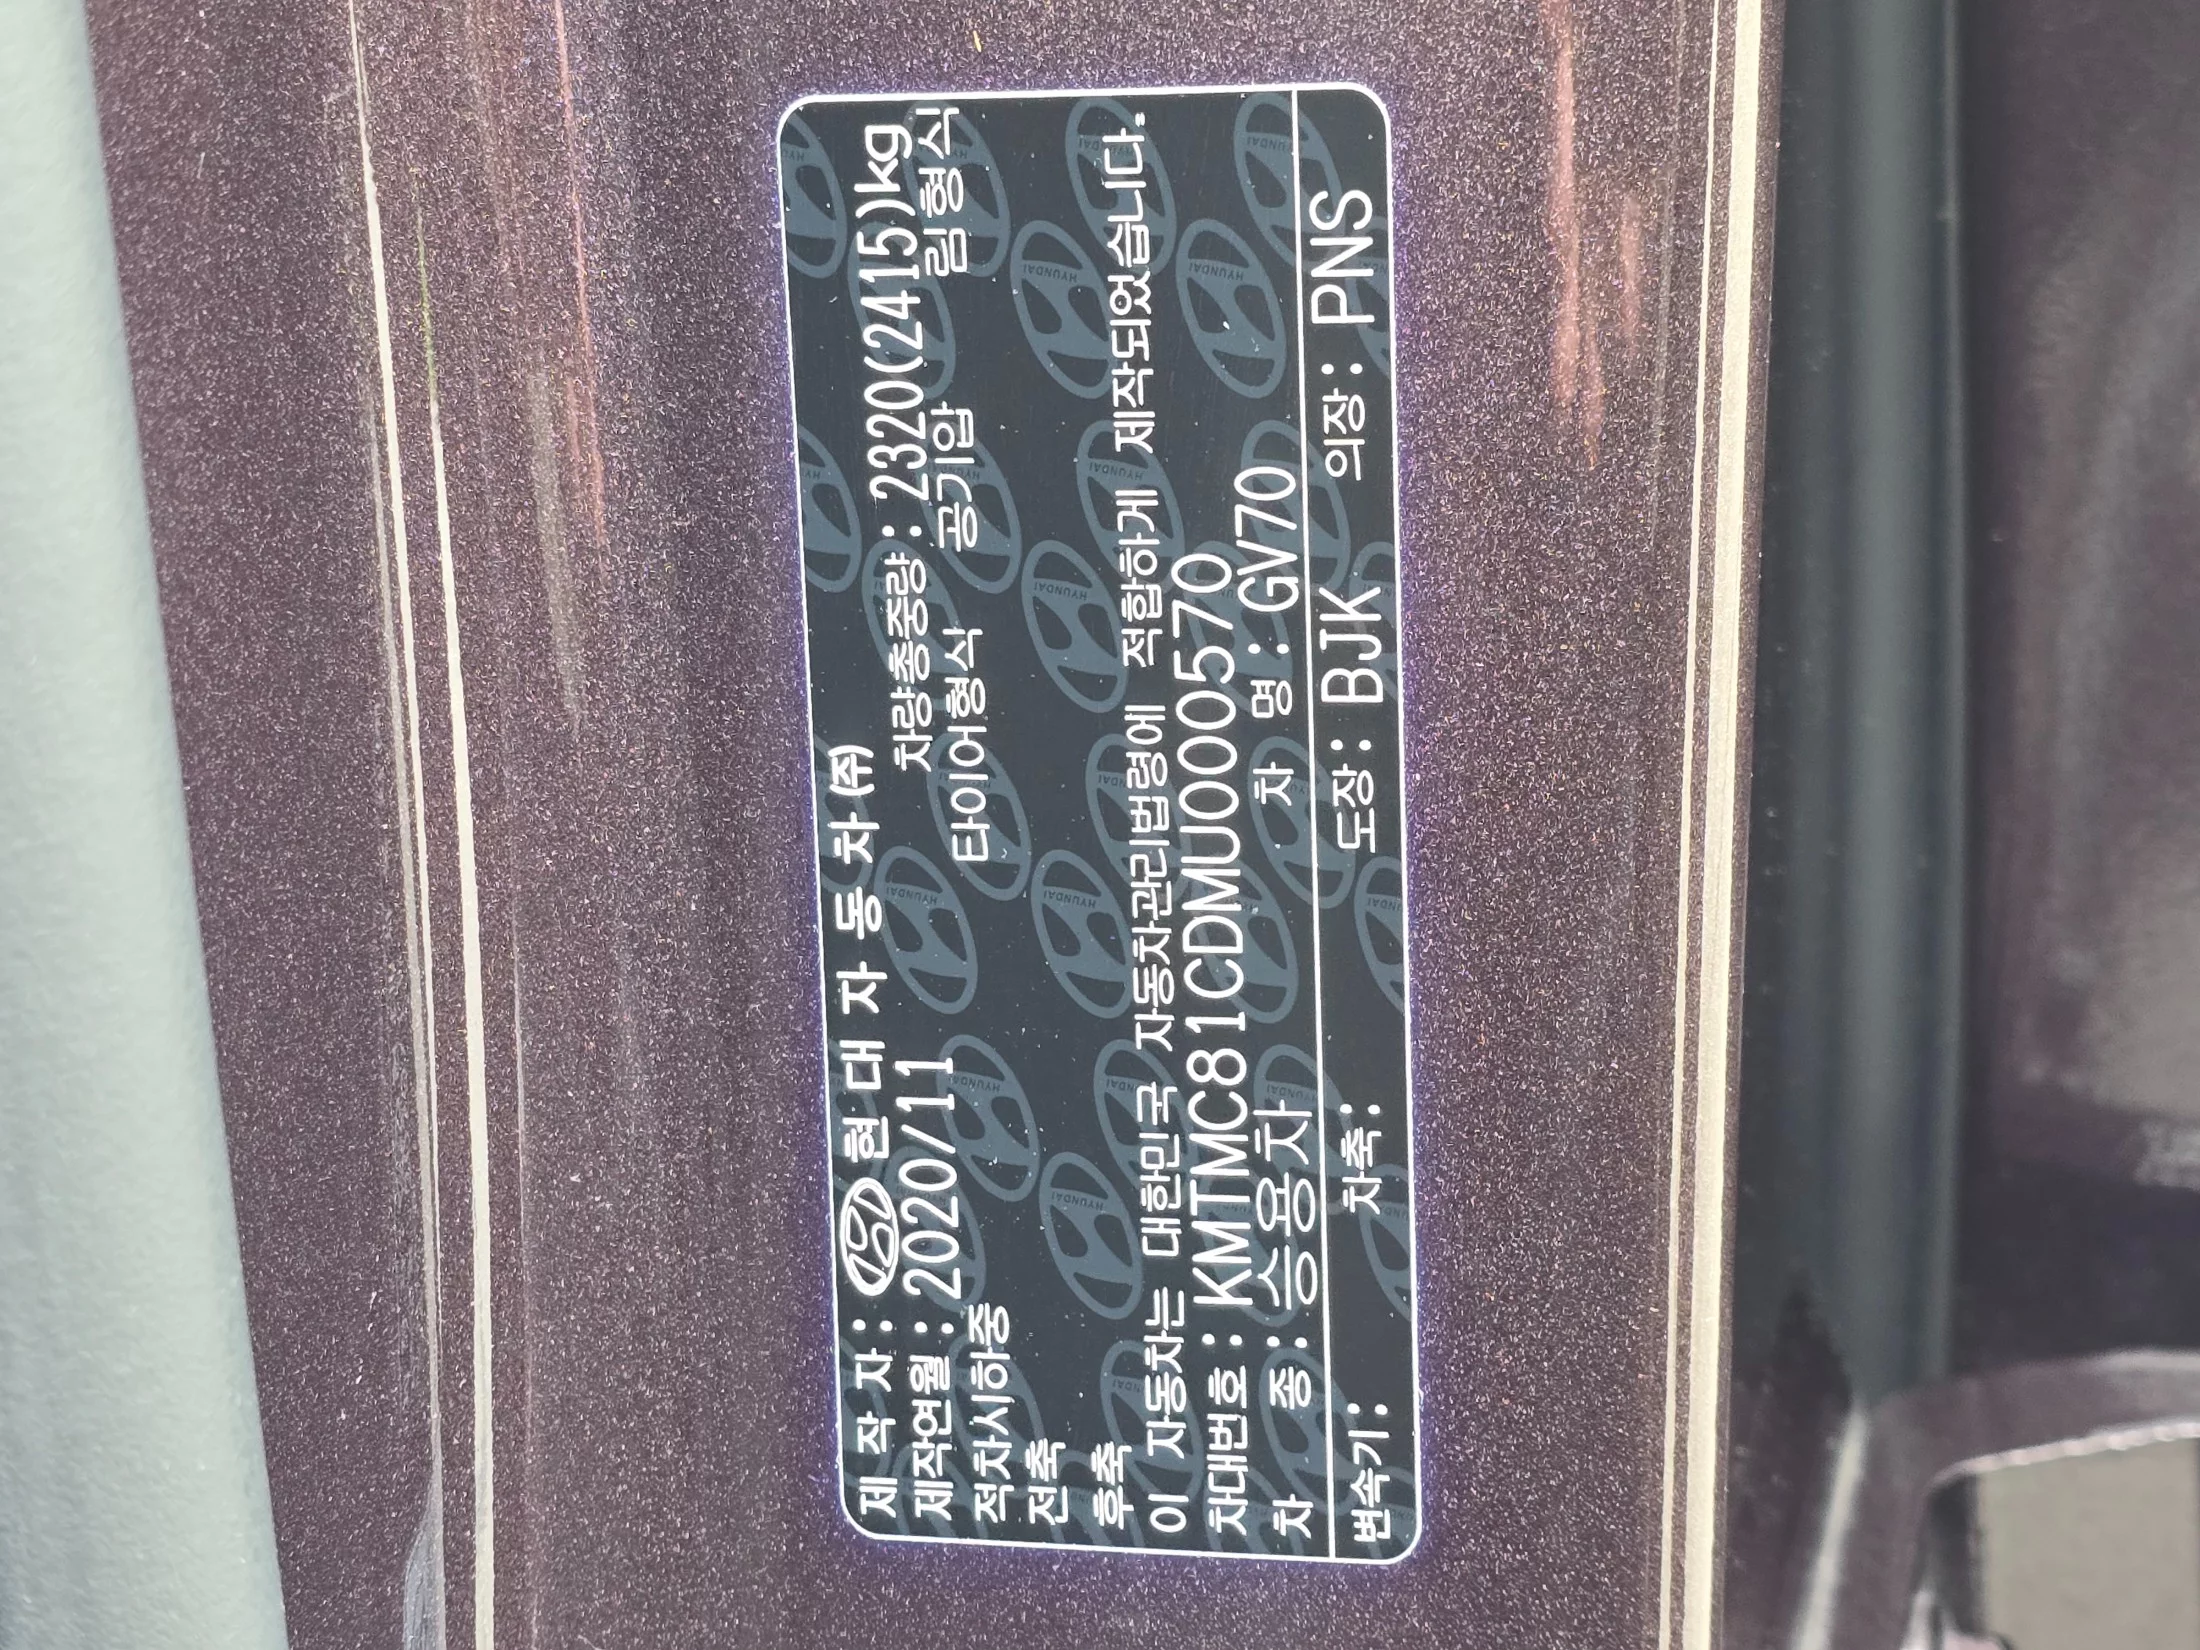 제 작 자 : 현 대 자 동 차 (주)
제작연월 : 2020/11 차량총중량 : 2320(2415)kg
적차시하중 타이어형식 공기압 림형식
전축
후축
이 자동차는 대한민국 자동차관리법령에 적합하게 제작되었습니다.
차대번호 : KMTMC81CDMU000570
차 종 : 승용차 차 명 : GV70
변속기 : 차축 : 도장 : BJK 의장 : PNS